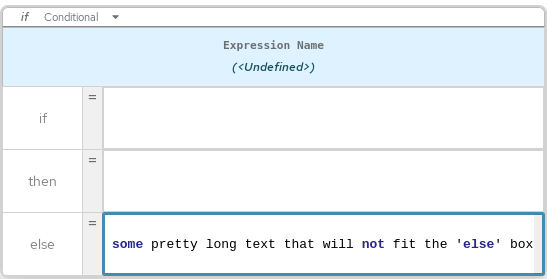 if Conditional
Expression Name
(<Undefined>)
if =
then =
else = some pretty long text that will not fit the 'else' box